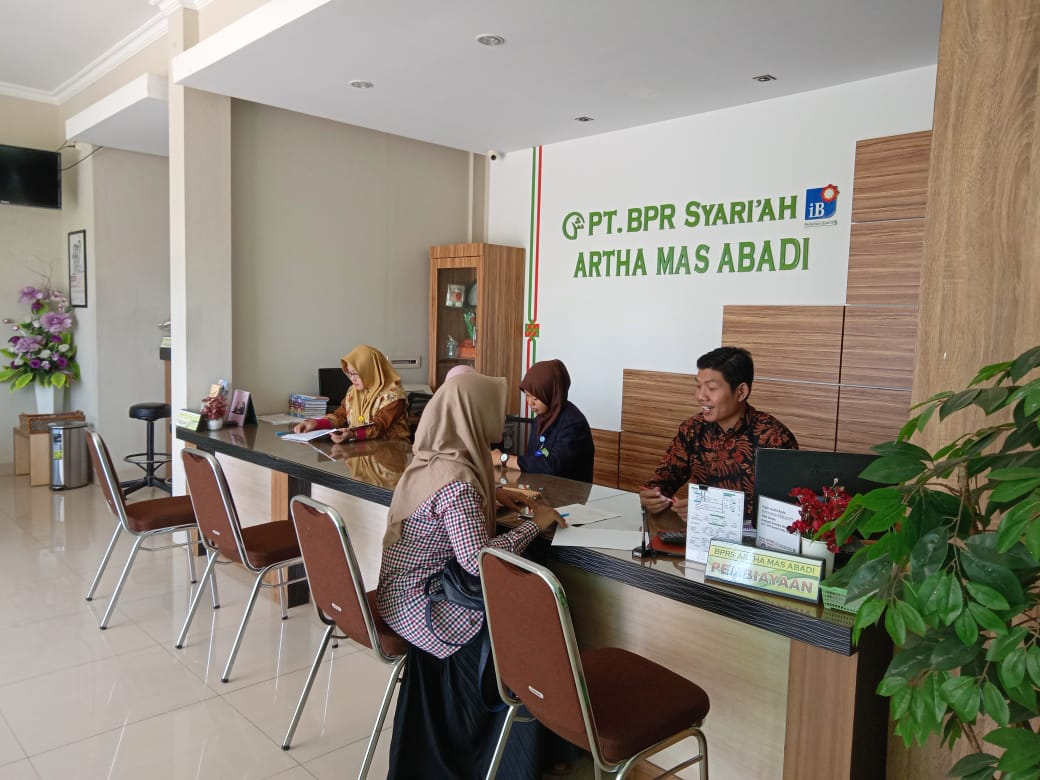 PT. BPR SYARI'AH
iB
ARTHA MAS ABADI
BPRS ARTHA MAS ABADI
PEMBIAYAAN